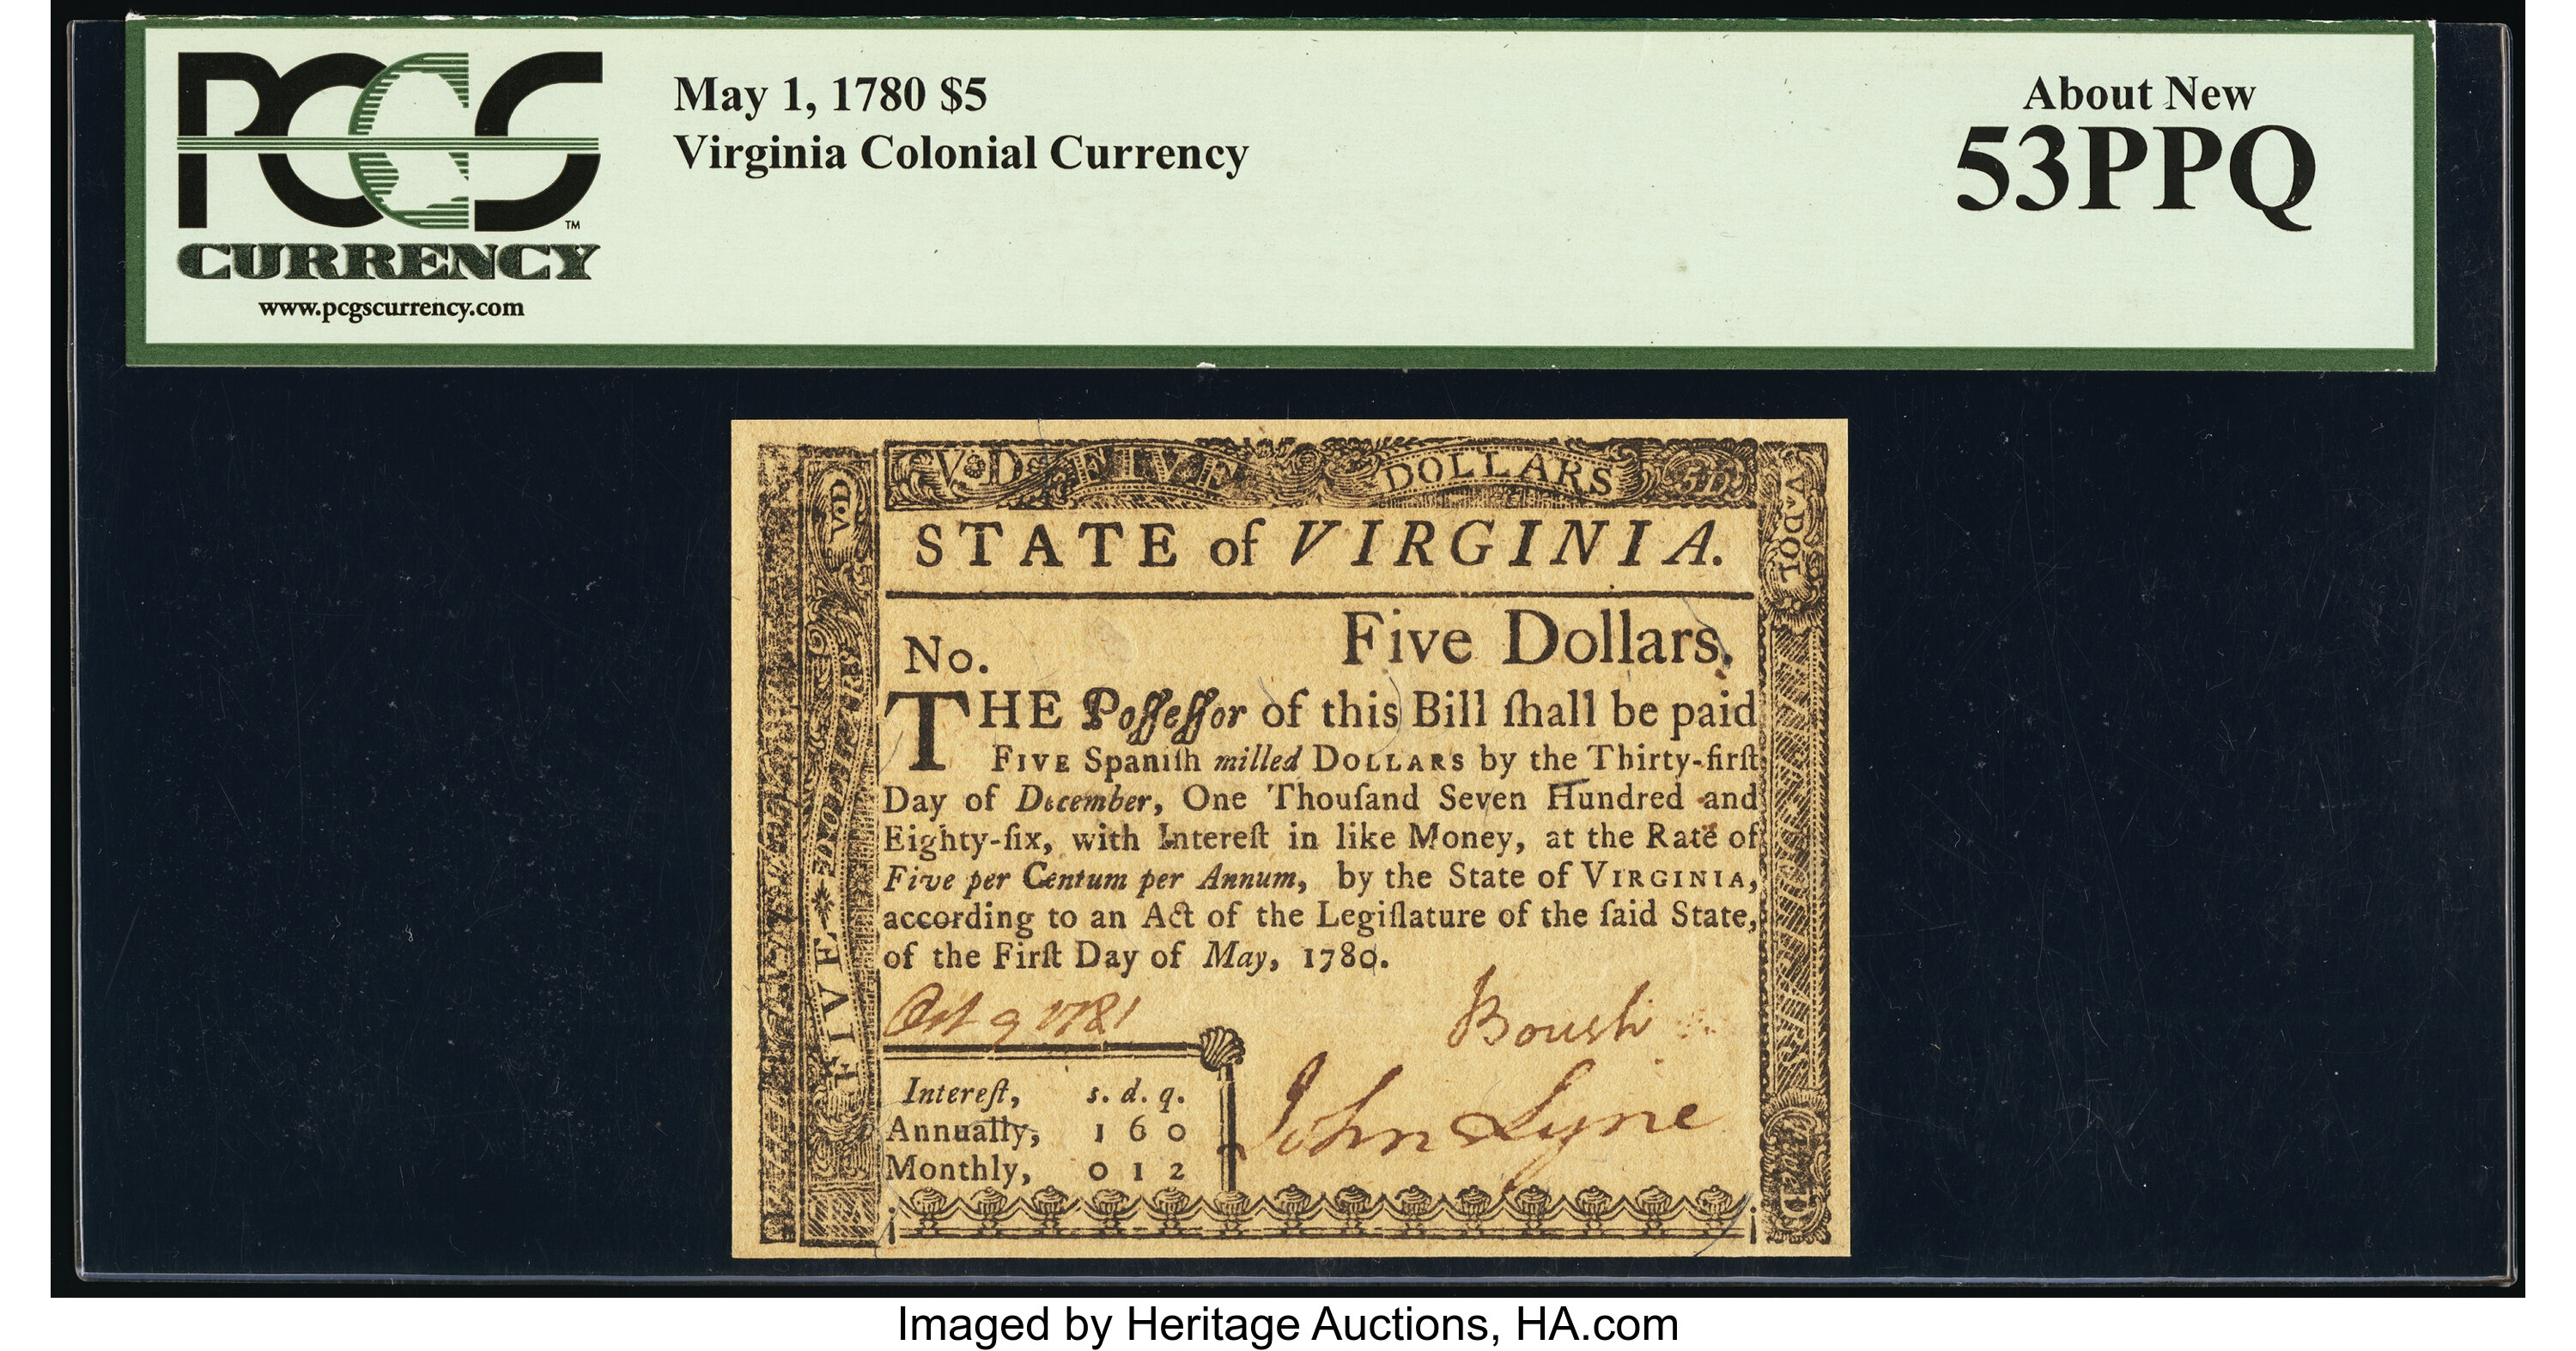 PCGS
™
CURRENCY
www.pcgscurrency.com
May 1, 1780 $5
Virginia Colonial Currency
About New
53PPQ
V.D. FIVE DOLLARS 5D.
V.D
FIVE
V.DOL
STATE of VIRGINIA.
No. Five Dollars.
THE Poſſeſſor of this Bill ſhall be paid
FIVE Spaniſh milled DOLLARS by the Thirty-firſt
Day of December, One Thouſand Seven Hundred and
Eighty-ſix, with Intereſt in like Money, at the Rate of
Five per Centum per Annum, by the State of VIRGINIA,
according to an Act of the Legiſlature of the ſaid State,
of the Firſt Day of May, 1780.
Oct 9 1781
Boush
John Lyne
Intereſt, s. d. q.
Annually, 1 6 0
Monthly, 0 1 2
Imaged by Heritage Auctions, HA.com